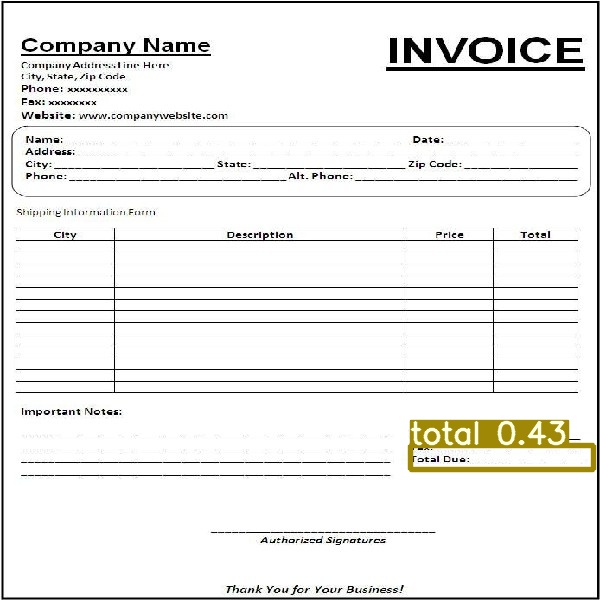 Company Name
INVOICE
Company Address Line Here
City, State, Zip Code
Phone: xxxxxxxxxx
Fax: xxxxxxxx
Website: www.companywebsite.com
Name: Date:
Address:
City: State: Zip Code:
Phone: Alt. Phone:
Shipping Information Form
City Description Price Total
Important Notes:
total 0.43
Total Due:
Authorized Signatures
Thank You for Your Business!